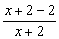 (x + 2 − 2)
x + 2